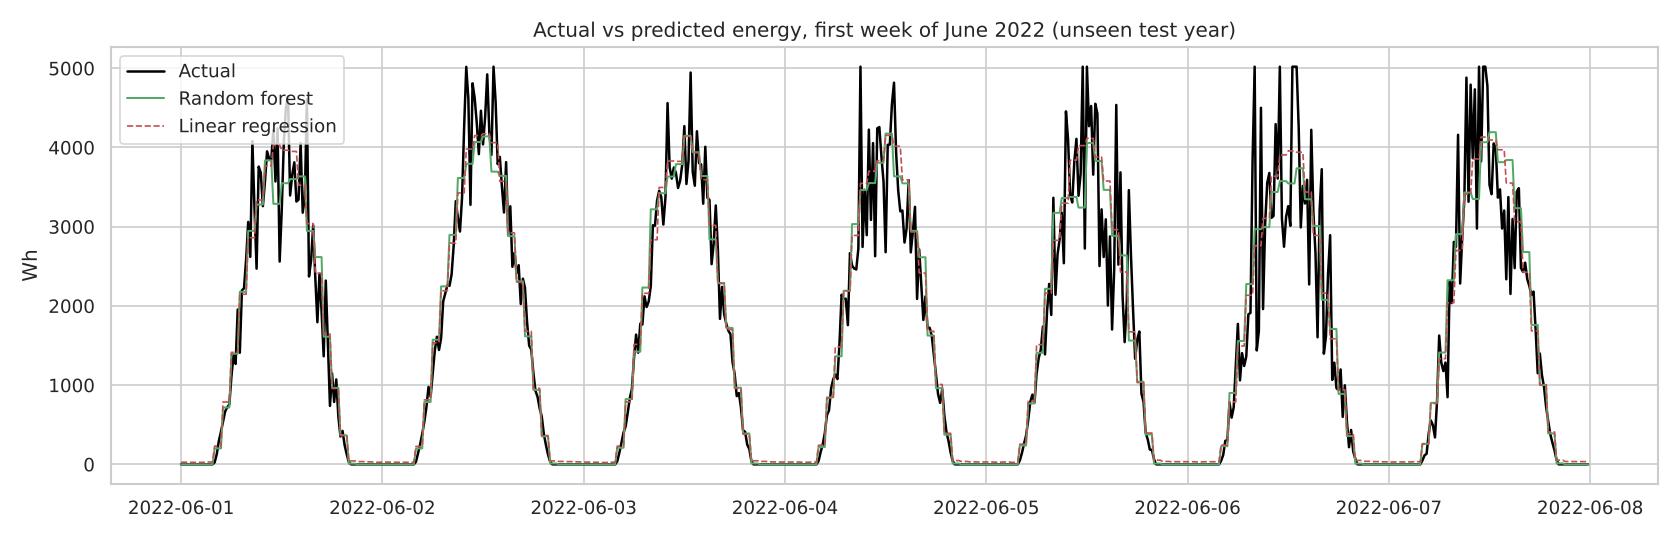 Actual vs predicted energy, first week of June 2022 (unseen test year)
Actual
Random forest
Linear regression
Wh
5000
4000
3000
2000
1000
0
2022-06-01
2022-06-02
2022-06-03
2022-06-04
2022-06-05
2022-06-06
2022-06-07
2022-06-08